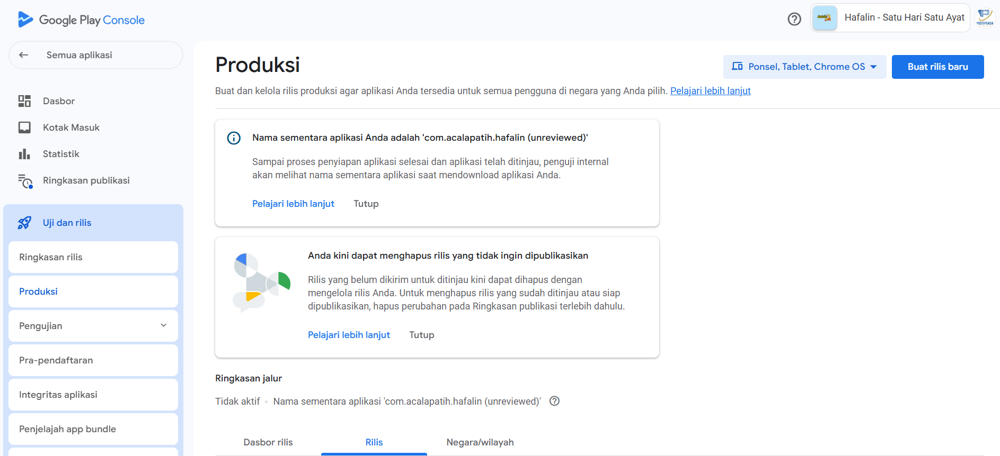 Google Play Console
Hafalin - Satu Hari Satu Ayat
PUSTIPANDA
Semua aplikasi
Dasbor
Kotak Masuk
Statistik
Ringkasan publikasi
Uji dan rilis
Ringkasan rilis
Produksi
Pengujian
Pra-pendaftaran
Integritas aplikasi
Penjelajah app bundle
Produksi
Ponsel, Tablet, Chrome OS
Buat rilis baru
Buat dan kelola rilis produksi agar aplikasi Anda tersedia untuk semua pengguna di negara yang Anda pilih. Pelajari lebih lanjut
Nama sementara aplikasi Anda adalah 'com.acalapatih.hafalin (unreviewed)'
Sampai proses penyiapan aplikasi selesai dan aplikasi telah ditinjau, penguji internal
akan melihat nama sementara aplikasi saat mendownload aplikasi Anda.
Pelajari lebih lanjut Tutup
Anda kini dapat menghapus rilis yang tidak ingin dipublikasikan
Rilis yang belum dikirim untuk ditinjau kini dapat dihapus dengan
mengelola rilis Anda. Untuk menghapus rilis yang sudah ditinjau atau siap
dipublikasikan, hapus perubahan pada Ringkasan publikasi terlebih dahulu.
Pelajari lebih lanjut Tutup
Ringkasan jalur
Tidak aktif • Nama sementara aplikasi 'com.acalapatih.hafalin (unreviewed)'
Dasbor rilis Rilis Negara/wilayah